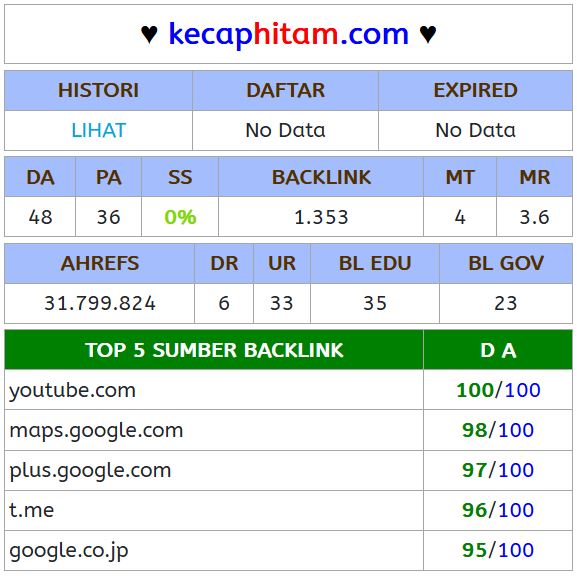 ♥ kecaphitam.com ♥
HISTORI DAFTAR EXPIRED
LIHAT No Data No Data
DA PA SS BACKLINK MT MR
48 36 0% 1.353 4 3.6
AHREFS DR UR BL EDU BL GOV
31.799.824 6 33 35 23
TOP 5 SUMBER BACKLINK D A
youtube.com 100/100
maps.google.com 98/100
plus.google.com 97/100
t.me 96/100
google.co.jp 95/100